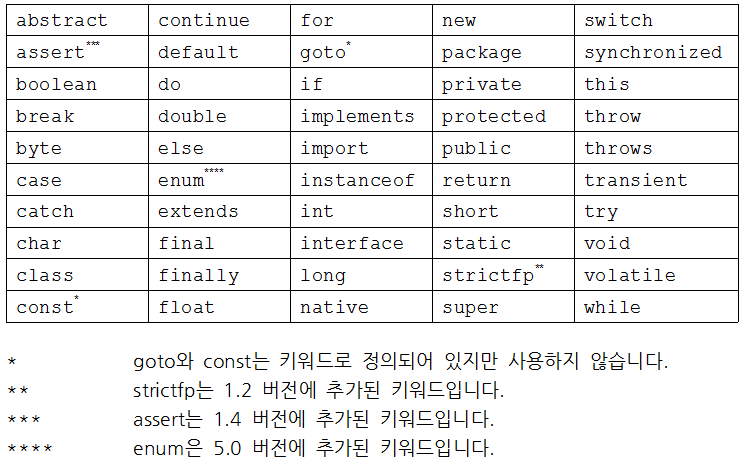 abstract continue for new switch
assert*** default goto* package synchronized
boolean do if private this
break double implements protected throw
byte else import public throws
case enum**** instanceof return transient
catch extends int short try
char final interface static void
class finally long strictfp** volatile
const* float native super while
* goto와 const는 키워드로 정의되어 있지만 사용하지 않습니다.
** strictfp는 1.2 버전에 추가된 키워드입니다.
*** assert는 1.4 버전에 추가된 키워드입니다.
**** enum은 5.0 버전에 추가된 키워드입니다.